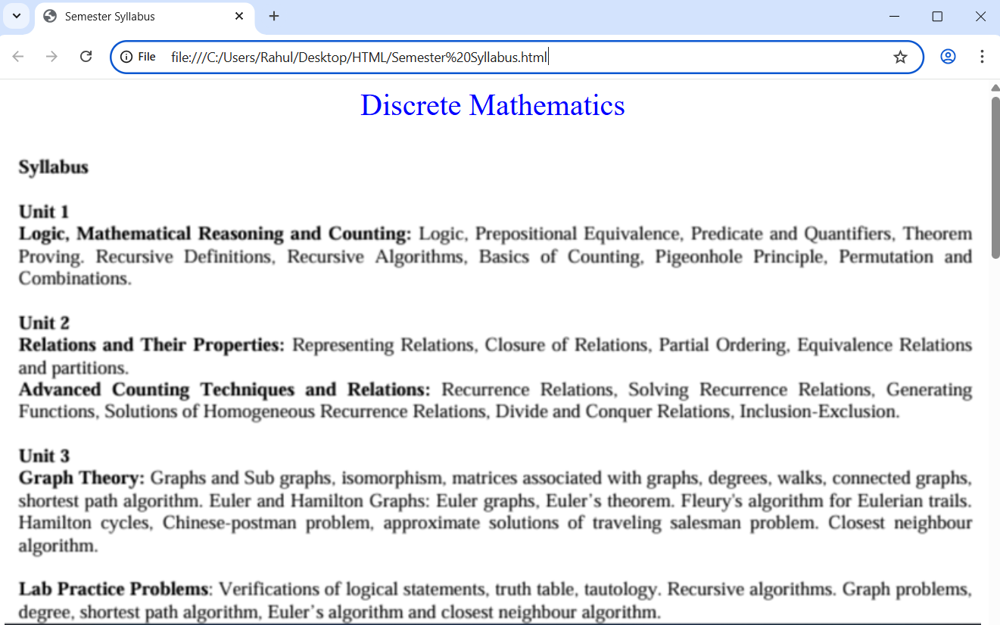 Semester Syllabus
File file:///C:/Users/Rahul/Desktop/HTML/Semester%20Syllabus.html
Discrete Mathematics
Syllabus
Unit 1
Logic, Mathematical Reasoning and Counting: Logic, Prepositional Equivalence, Predicate and Quantifiers, Theorem
Proving. Recursive Definitions, Recursive Algorithms, Basics of Counting, Pigeonhole Principle, Permutation and
Combinations.
Unit 2
Relations and Their Properties: Representing Relations, Closure of Relations, Partial Ordering, Equivalence Relations
and partitions.
Advanced Counting Techniques and Relations: Recurrence Relations, Solving Recurrence Relations, Generating
Functions, Solutions of Homogeneous Recurrence Relations, Divide and Conquer Relations, Inclusion-Exclusion.
Unit 3
Graph Theory: Graphs and Sub graphs, isomorphism, matrices associated with graphs, degrees, walks, connected graphs,
shortest path algorithm. Euler and Hamilton Graphs: Euler graphs, Euler's theorem. Fleury's algorithm for Eulerian trails.
Hamilton cycles, Chinese-postman problem, approximate solutions of traveling salesman problem. Closest neighbour
algorithm.
Lab Practice Problems: Verifications of logical statements, truth table, tautology. Recursive algorithms. Graph problems,
degree, shortest path algorithm, Euler's algorithm and closest neighbour algorithm.